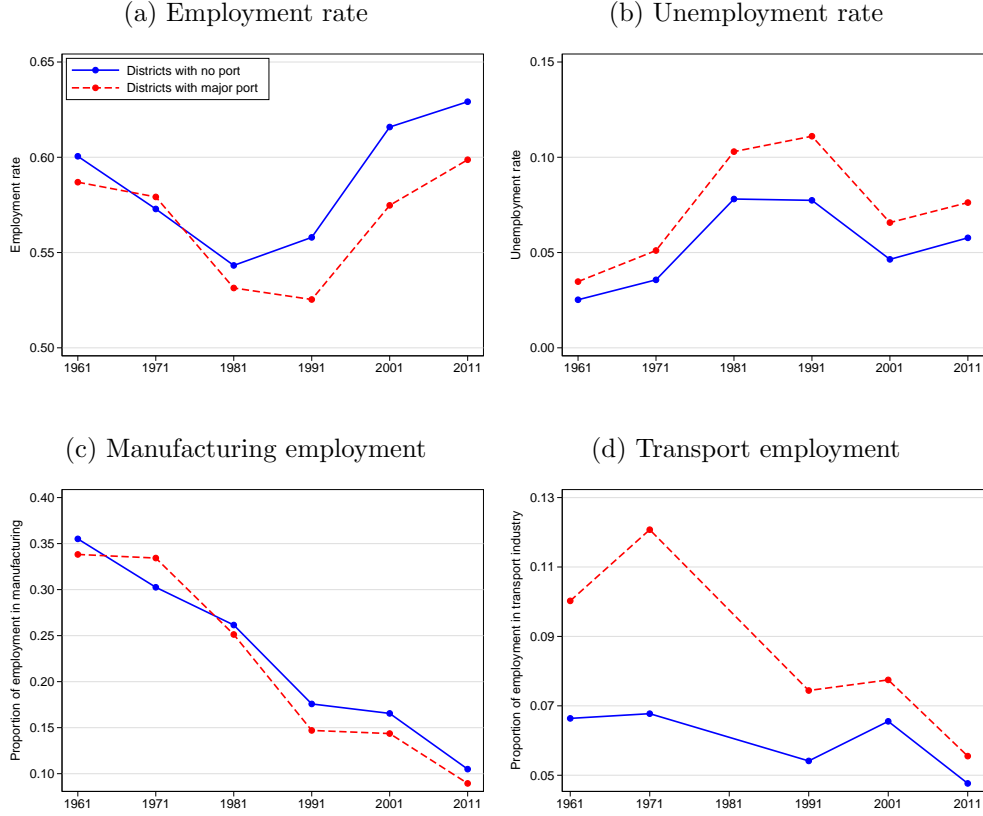 (a) Employment rate
0.65
0.60
0.55
0.50
Employment rate
Districts with no port
Districts with major port
1961 1971 1981 1991 2001 2011
(b) Unemployment rate
0.15
0.10
0.05
0.00
Unemployment rate
1961 1971 1981 1991 2001 2011
(c) Manufacturing employment
0.40
0.35
0.30
0.25
0.20
0.15
0.10
Proportion of employment in manufacturing
1961 1971 1981 1991 2001 2011
(d) Transport employment
0.13
0.11
0.09
0.07
0.05
Proportion of employment in transport industry
1961 1971 1981 1991 2001 2011